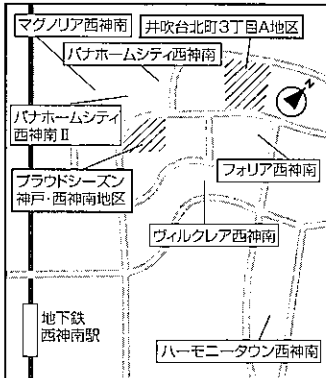 マグノリア西神南
井吹台北町3丁目A地区
パナホームシティ西神南
N
パナホームシティ
西神南Ⅱ
フォリア西神南
プラウドシーズン
神戸・西神南地区
ヴィルクレア西神南
地下鉄
西神南駅
ハーモニータウン西神南